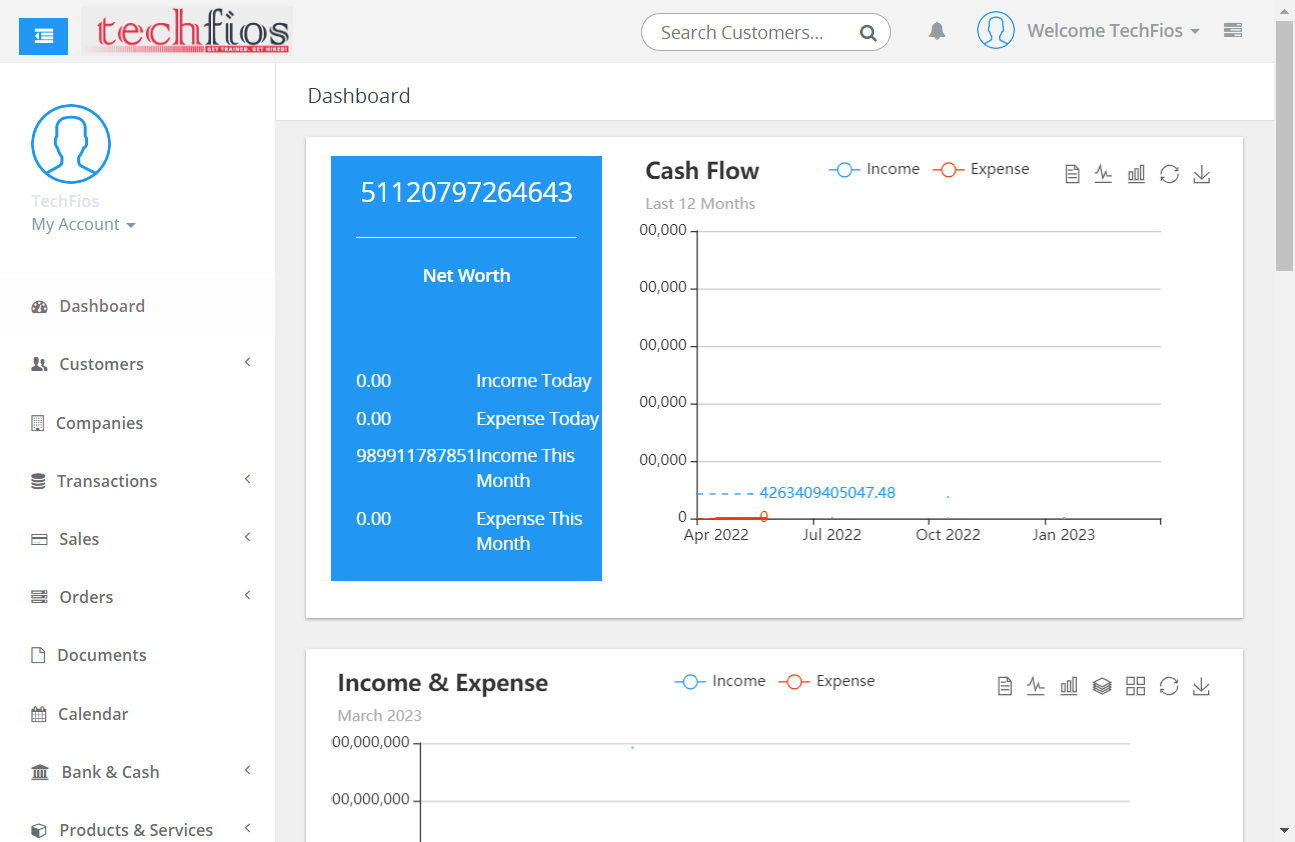 techfios
GET TRAINED. GET HIRED!
Search Customers...
Welcome TechFios
TechFios
My Account
Dashboard
Customers
Companies
Transactions
Sales
Orders
Documents
Calendar
Bank & Cash
Products & Services
Dashboard
51120797264643
Net Worth
0.00 Income Today
0.00 Expense Today
989911787851 Income This
Month
0.00 Expense This
Month
Cash Flow
Last 12 Months
Income Expense
00,000
00,000
00,000
00,000
00,000
4263409405047.48
0
0
Apr 2022 Jul 2022 Oct 2022 Jan 2023
Income & Expense
March 2023
Income Expense
00,000,000
00,000,000